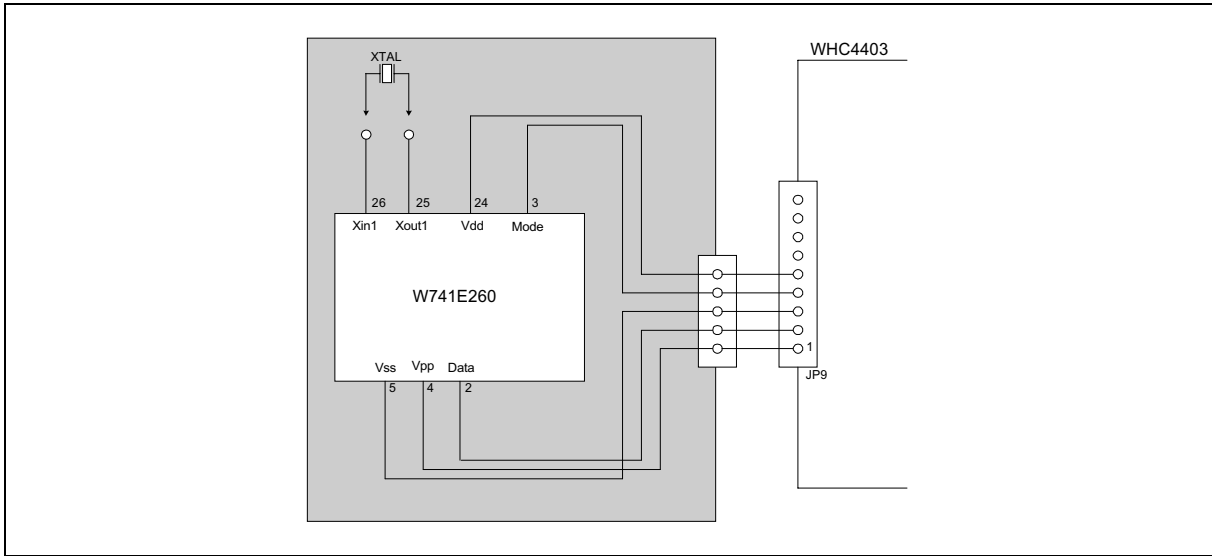 WHC4403
XTAL
26 25 24 3
Xin1 Xout1 Vdd Mode
W741E260
1
Vss Vpp Data
JP9
5 4 2